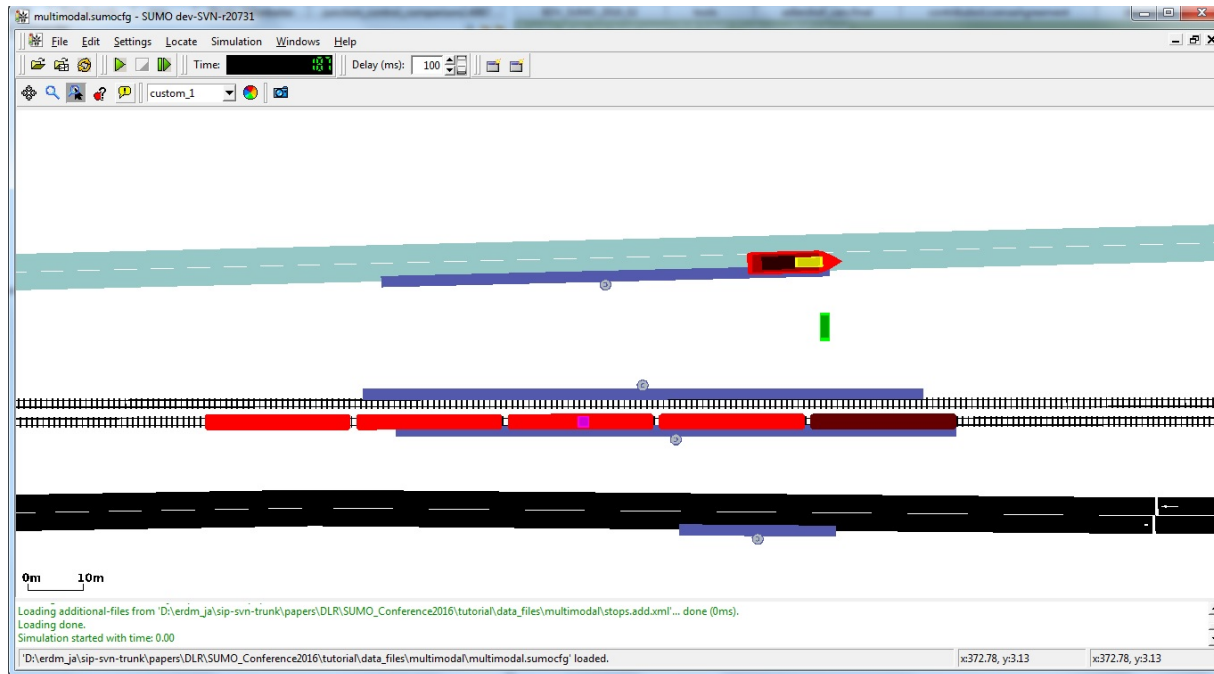 multimodal.sumocfg - SUMO dev-SVN-r20731
File Edit Settings Locate Simulation Windows Help
Time: 187 Delay (ms): 100
custom_1
0m 10m
Loading additional-files from 'D:\erdm_ja\sip-svn-trunk\papers\DLR\SUMO_Conference2016\tutorial\data_files\multimodal\stops.add.xml'... done (0ms).
Loading done.
Simulation started with time: 0.00
'D:\erdm_ja\sip-svn-trunk\papers\DLR\SUMO_Conference2016\tutorial\data_files\multimodal\multimodal.sumocfg' loaded.
x:372.78, y:3.13
x:372.78, y:3.13